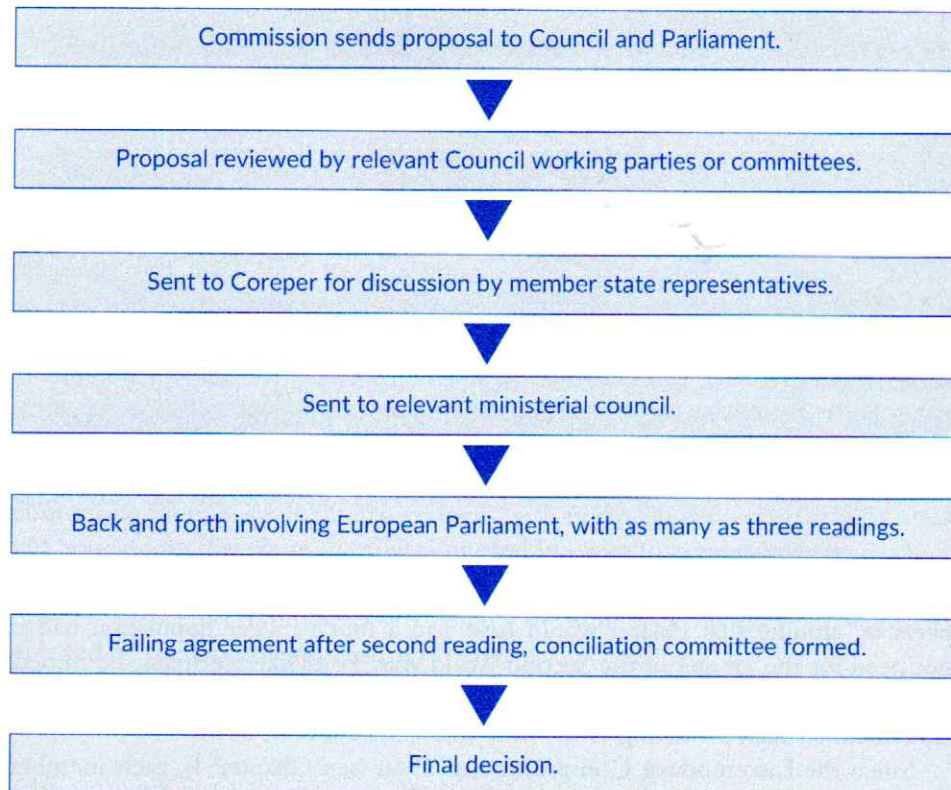 Commission sends proposal to Council and Parliament.
Proposal reviewed by relevant Council working parties or committees.
Sent to Coreper for discussion by member state representatives.
Sent to relevant ministerial council.
Back and forth involving European Parliament, with as many as three readings.
Failing agreement after second reading, conciliation committee formed.
Final decision.